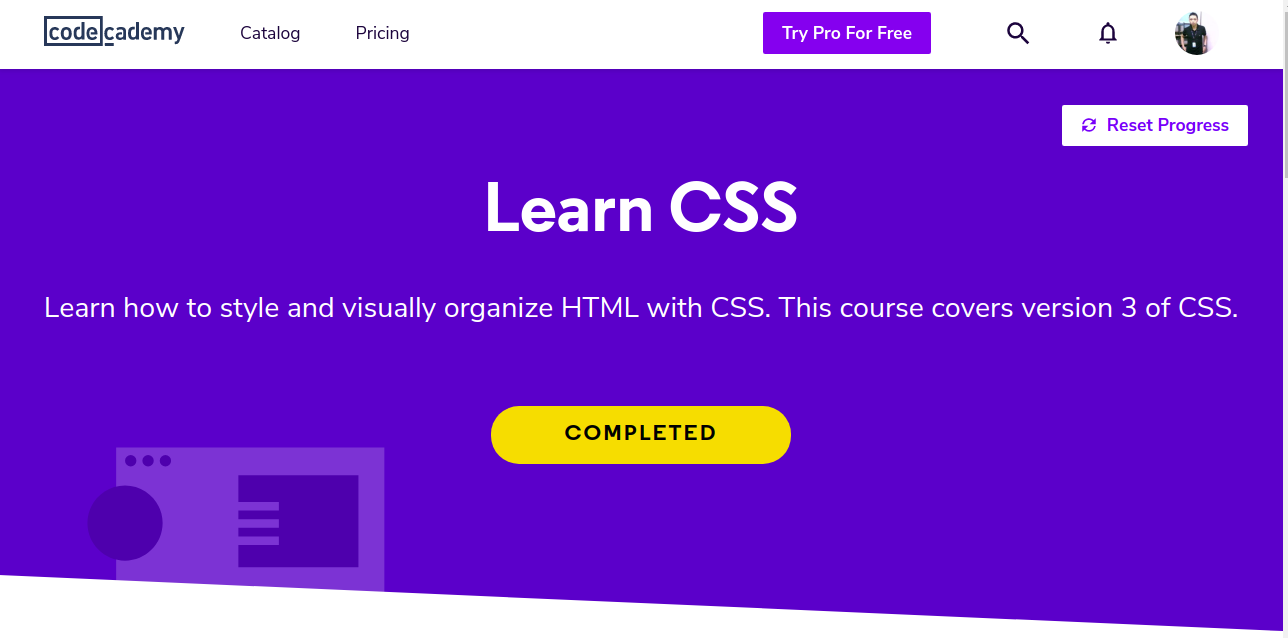 codecademy
Catalog
Pricing
Try Pro For Free
Reset Progress
Learn CSS
Learn how to style and visually organize HTML with CSS. This course covers version 3 of CSS.
COMPLETED